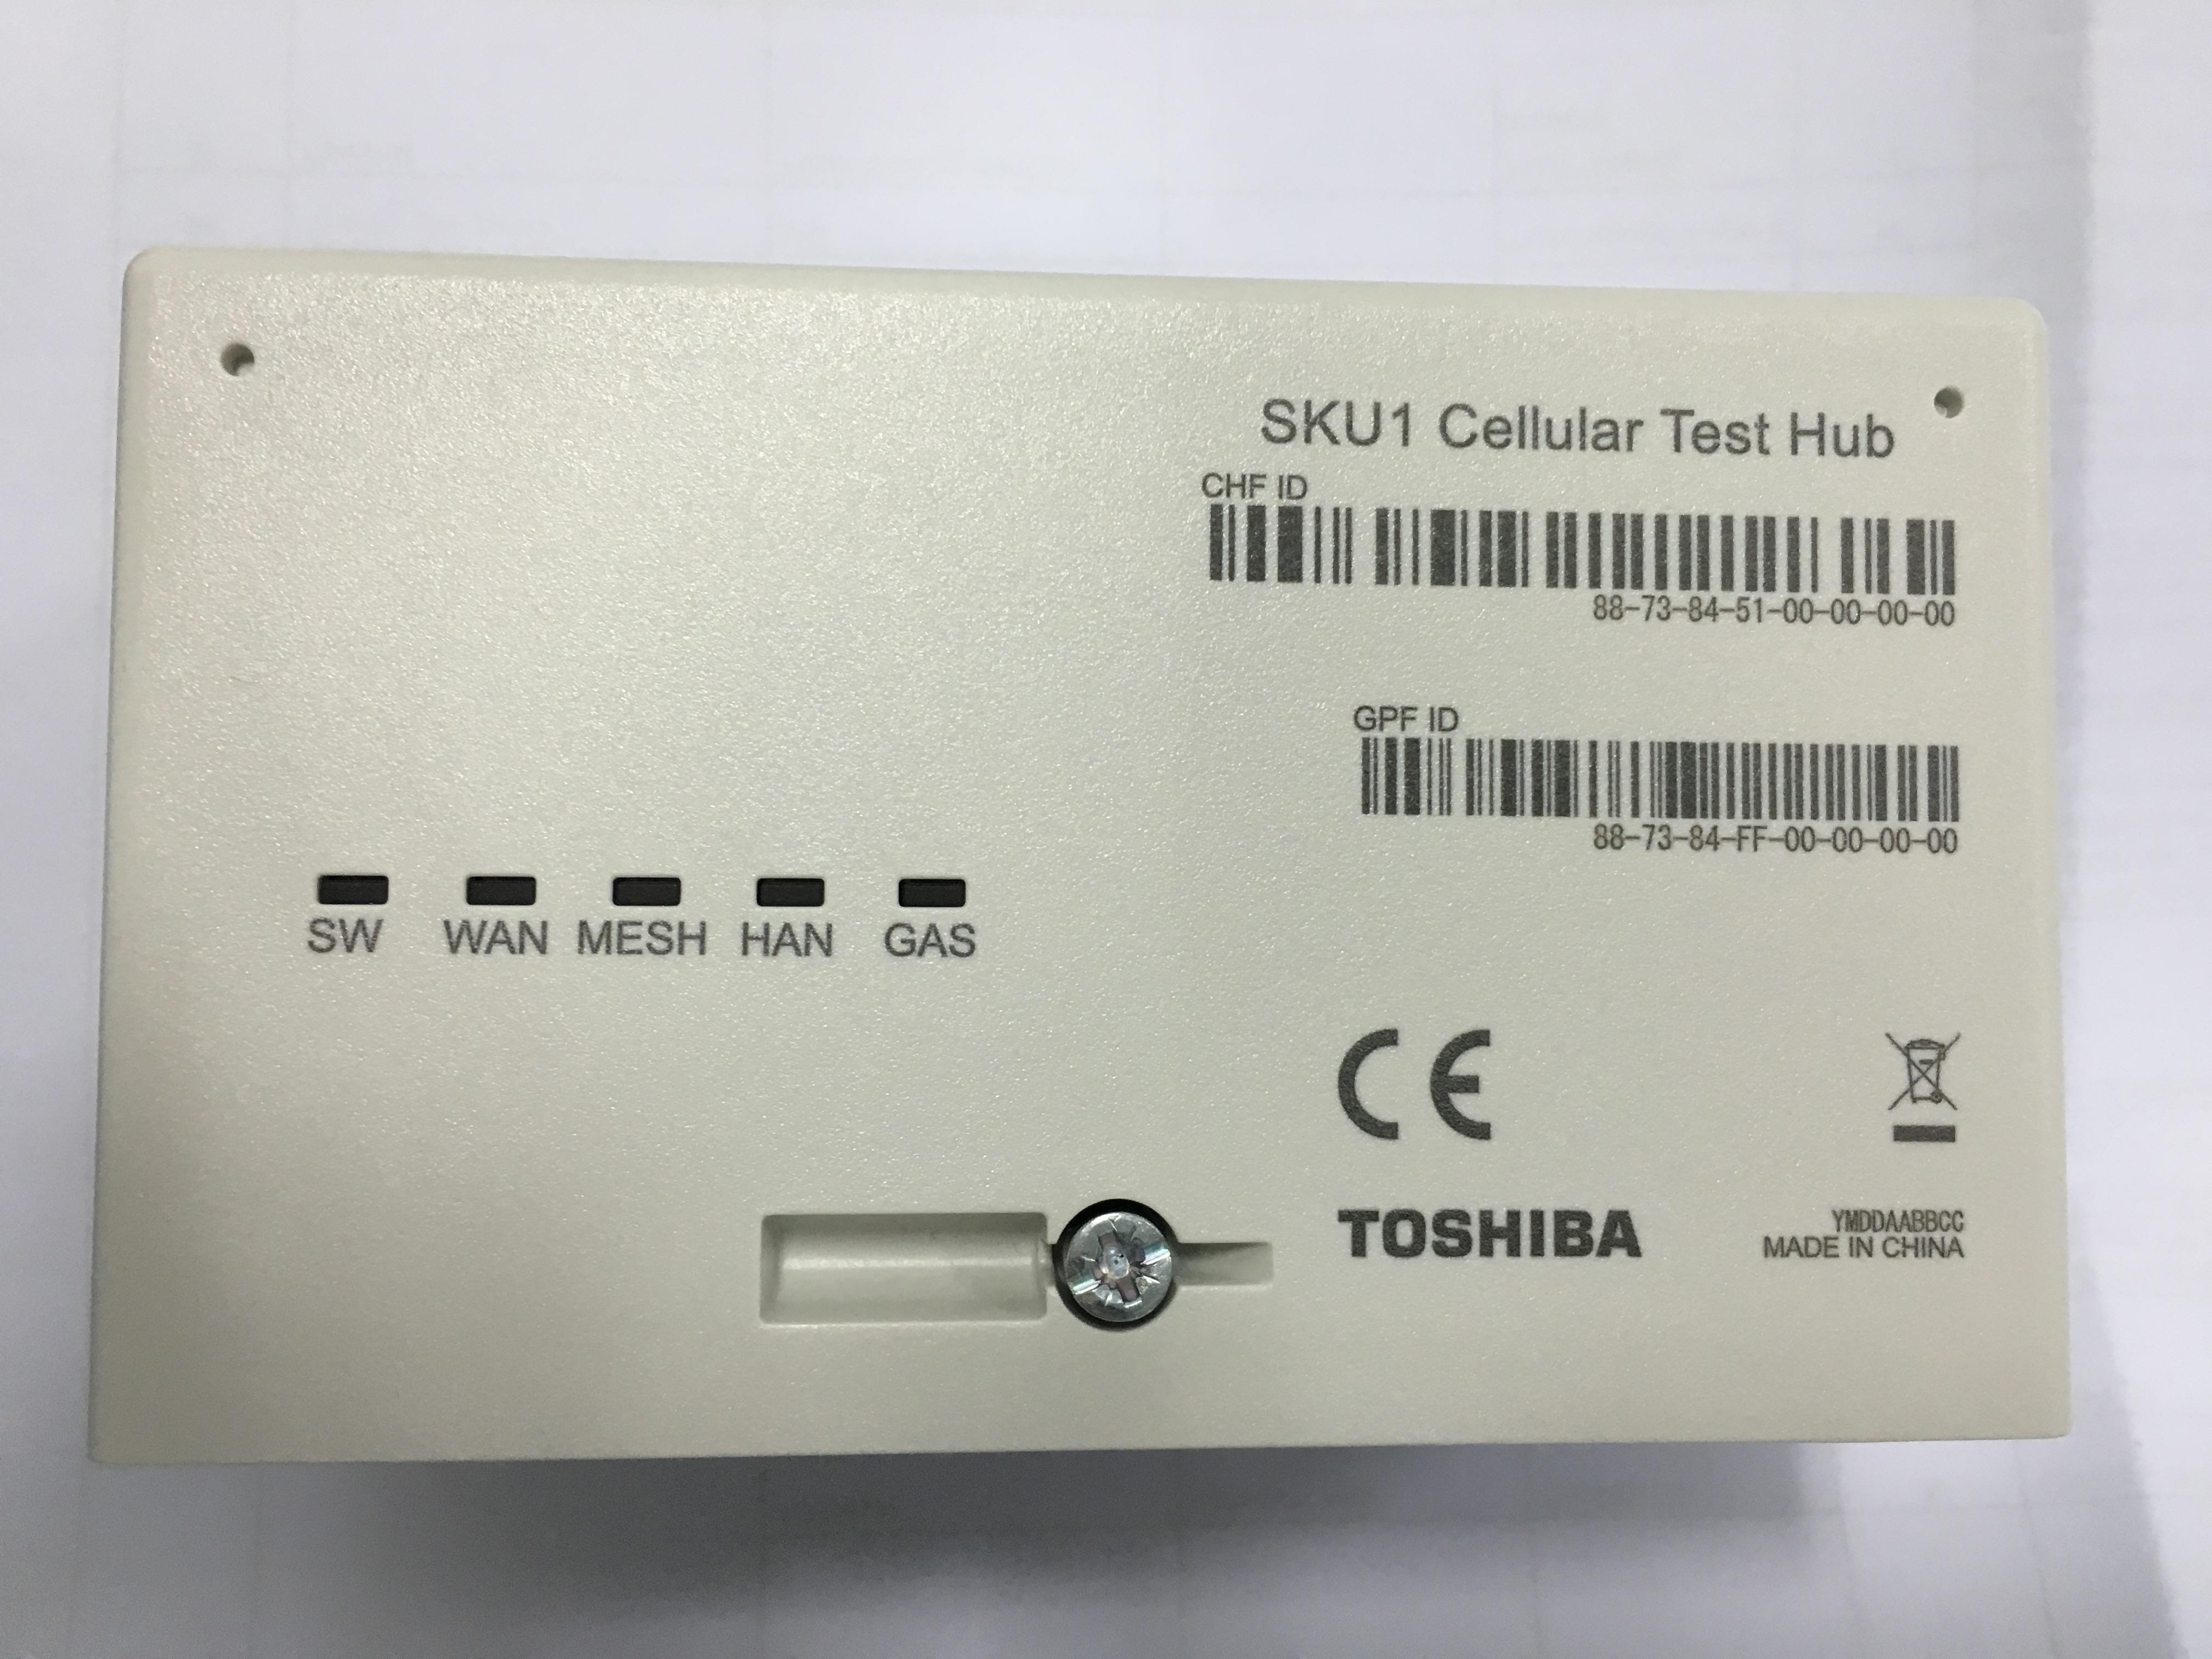 SKU1 Cellular Test Hub
CHF ID
88-73-84-51-00-00-00-00
GPF ID
88-73-84-FF-00-00-00-00
SW WAN MESH HAN GAS
CE
TOSHIBA
YMDDAABBCC
MADE IN CHINA